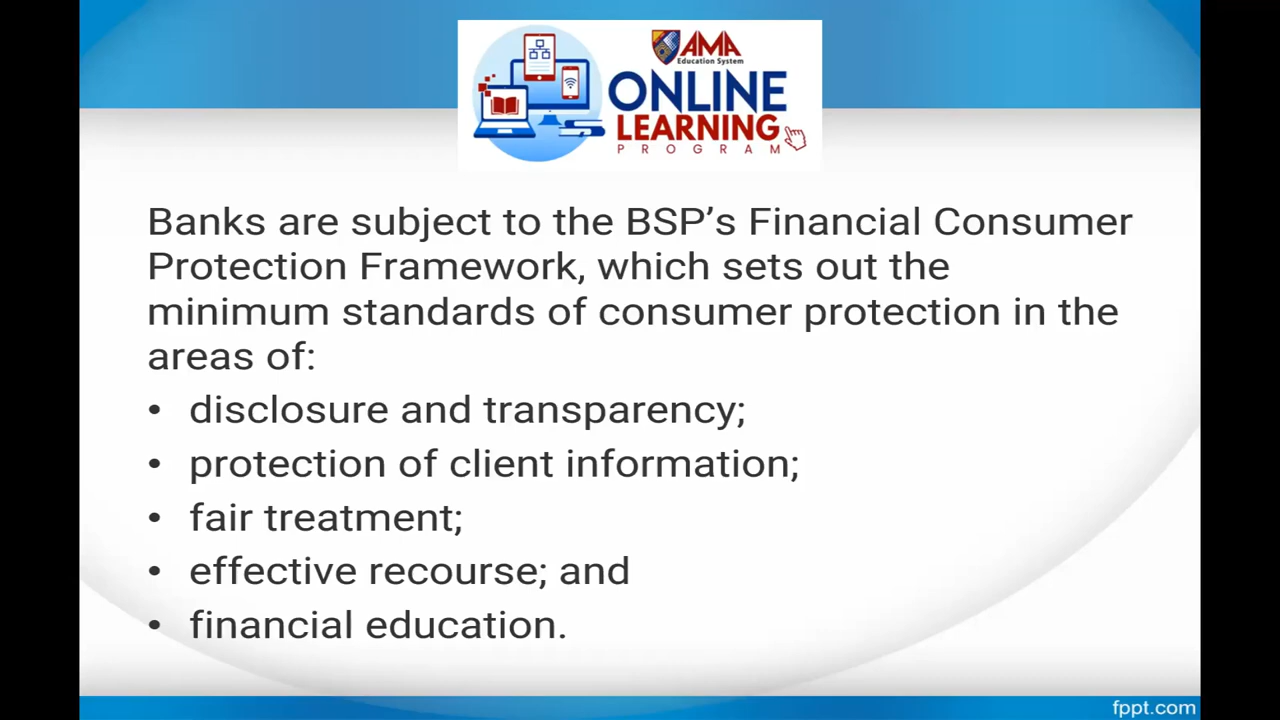 AMA
Education System
ONLINE
LEARNING
PROGRAM
Banks are subject to the BSP’s Financial Consumer
Protection Framework, which sets out the
minimum standards of consumer protection in the
areas of:
• disclosure and transparency;
• protection of client information;
• fair treatment;
• effective recourse; and
• financial education.
fppt.com